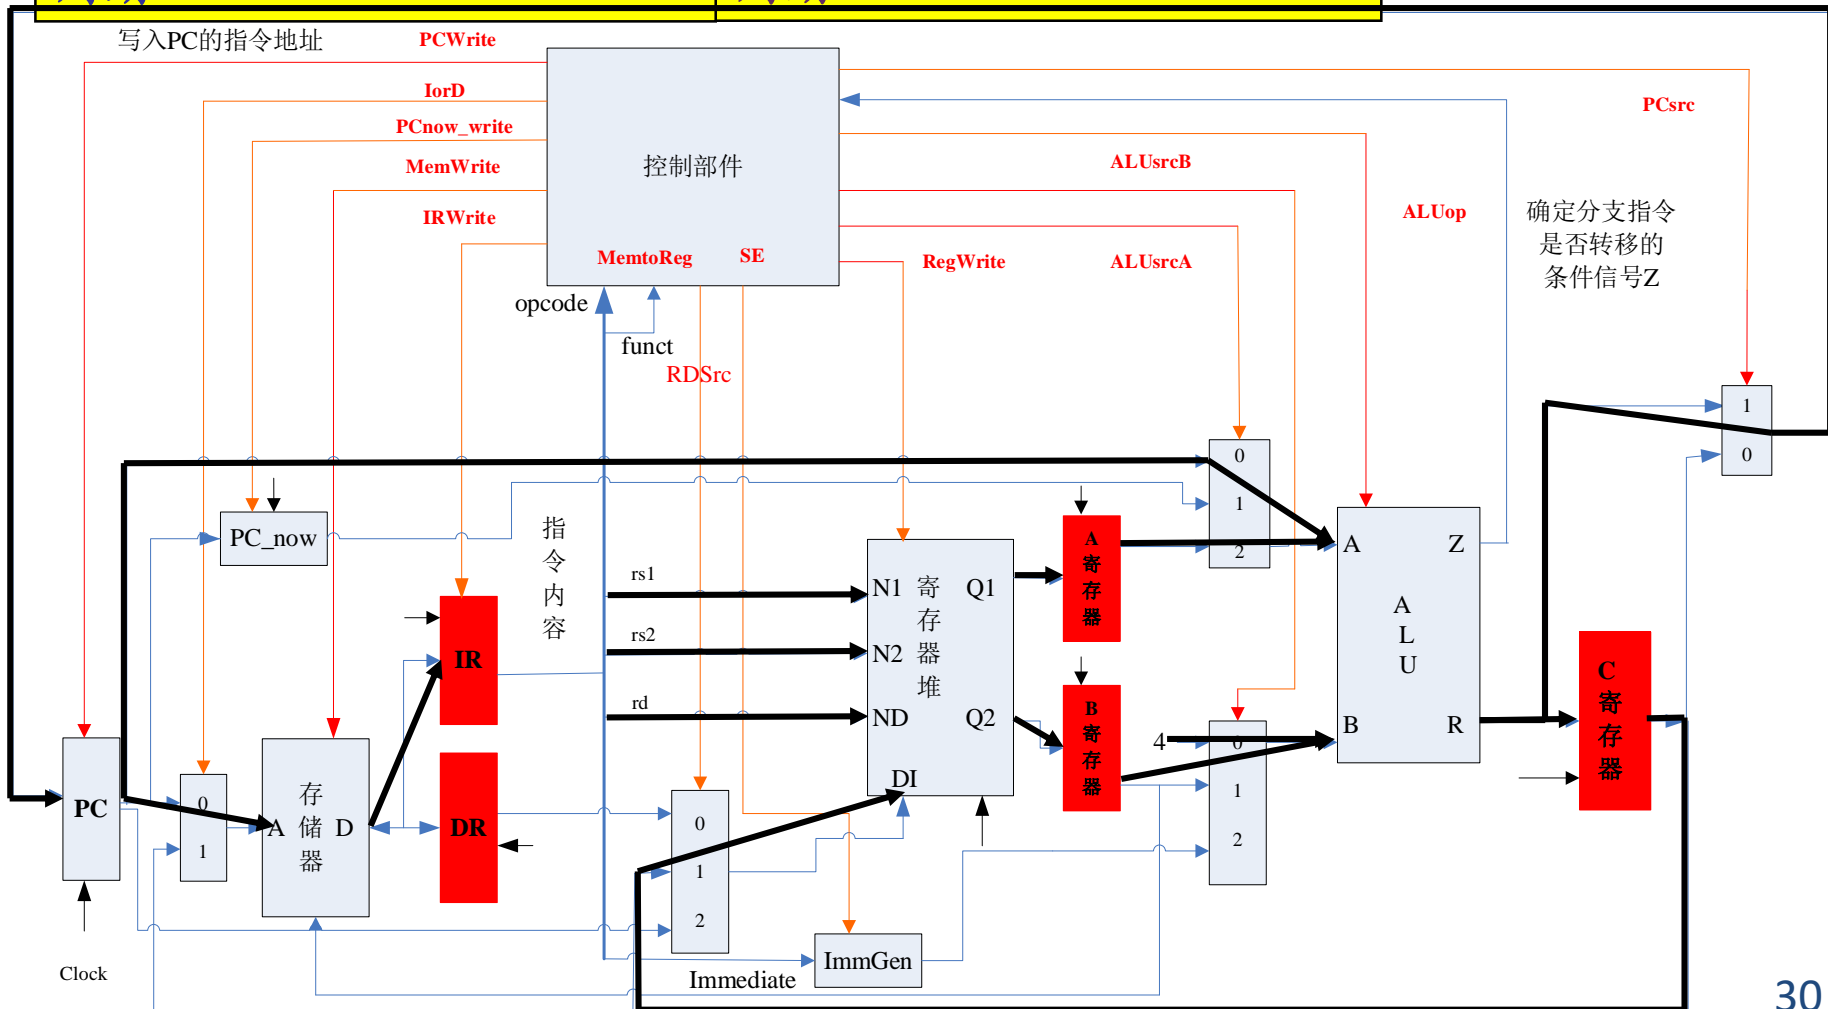 写入PC的指令地址
PCWrite
IorD
PCnow_write
MemWrite
IRWrite
控制部件
MemtoReg
SE
opcode
funct
RDSrc
RegWrite
ALUsrcB
ALUsrcA
ALUop
PCsrc
确定分支指令
是否转移的
条件信号Z
1
0
0
1
2
PC_now
指
令
内
容
rs1
rs2
rd
N1
N2
ND
寄
存
器
堆
Q1
Q2
DI
A
寄
存
器
B
寄
存
器
A
B
Z
R
A
L
U
C
寄
存
器
4
0
1
2
IR
DR
PC
0
1
A
存
储
器
D
0
1
2
ImmGen
Immediate
Clock
30